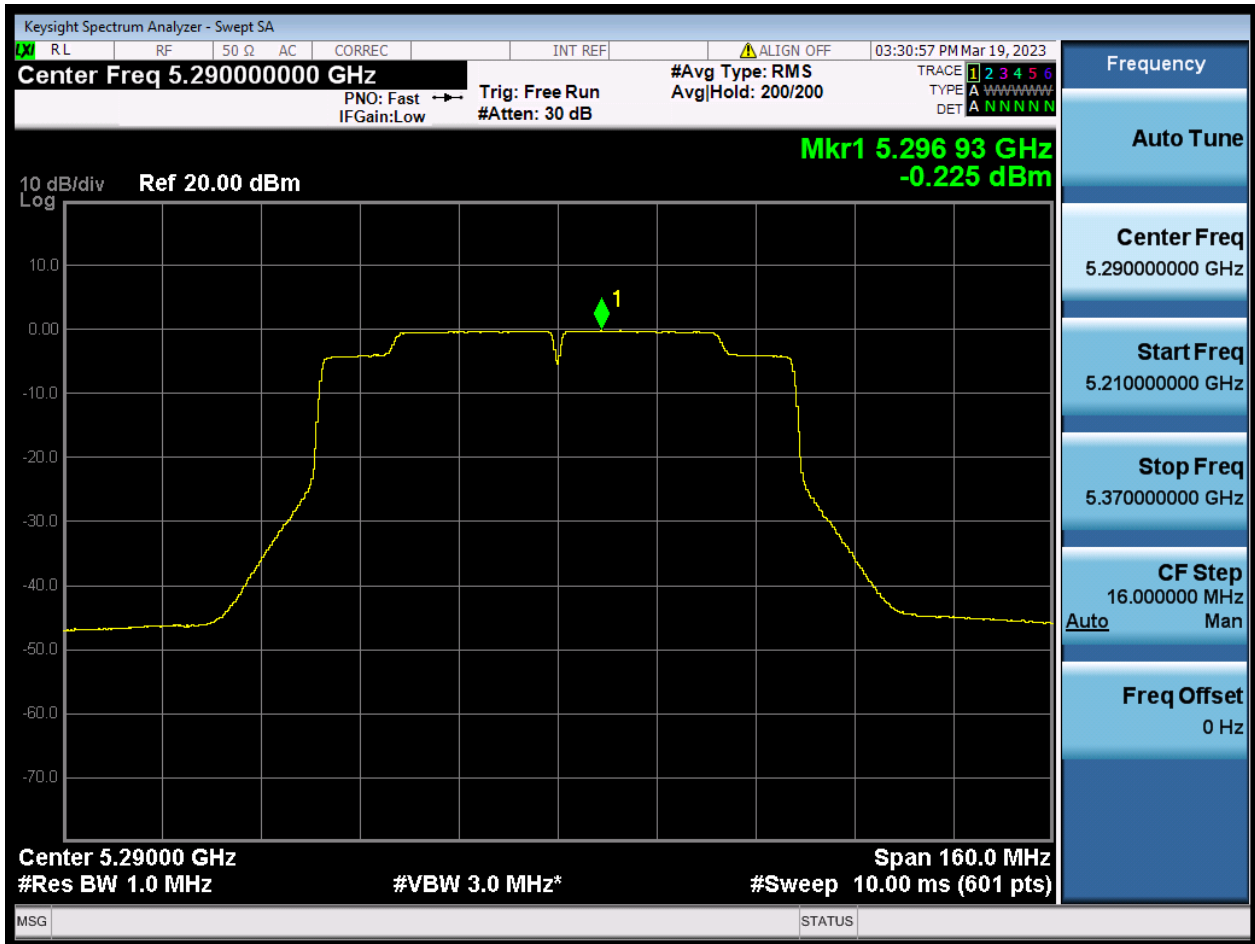 Keysight Spectrum Analyzer - Swept SA
LXI RL RF 50 Ω AC CORREC INT REF ALIGN OFF 03:30:57 PM Mar 19, 2023
Center Freq 5.290000000 GHz
PNO: Fast
IFGain:Low
Trig: Free Run
#Atten: 30 dB
#Avg Type: RMS
Avg|Hold: 200/200
TRACE 1 2 3 4 5 6
TYPE A WWWWW
DET A N N N N N
Mkr1 5.296 93 GHz
-0.225 dBm
10 dB/div Ref 20.00 dBm
Log
1
10.0
0.00
-10.0
-20.0
-30.0
-40.0
-50.0
-60.0
-70.0
Center 5.29000 GHz Span 160.0 MHz
#Res BW 1.0 MHz #VBW 3.0 MHz* #Sweep 10.00 ms (601 pts)
MSG STATUS
Frequency
Auto Tune
Center Freq
5.290000000 GHz
Start Freq
5.210000000 GHz
Stop Freq
5.370000000 GHz
CF Step
16.000000 MHz
Auto Man
Freq Offset
0 Hz